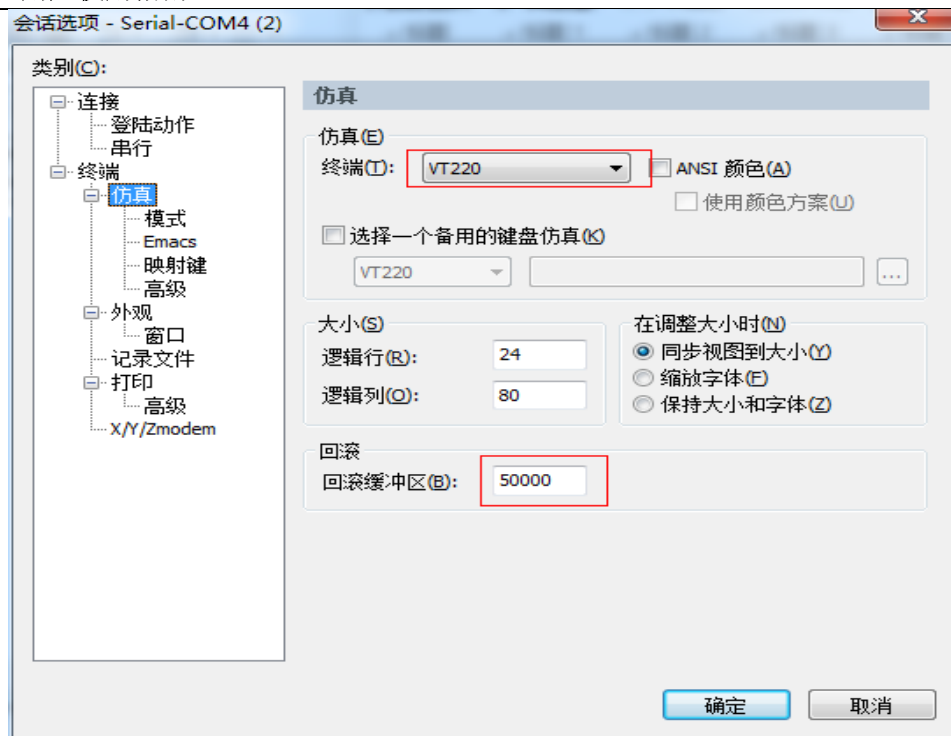 会话选项 - Serial-COM4 (2)
类别(C):
连接
登陆动作
串行
终端
仿真
模式
Emacs
映射键
高级
外观
窗口
记录文件
打印
高级
X/Y/Zmodem
仿真
仿真(E)
终端(T): VT220 ANSI 颜色(A)
使用颜色方案(U)
选择一个备用的键盘仿真(K)
VT220 ...
大小(S)
逻辑行(R): 24
逻辑列(O): 80
在调整大小时(N)
同步视图到大小(Y)
缩放字体(F)
保持大小和字体(Z)
回滚
回滚缓冲区(B): 50000
确定 取消